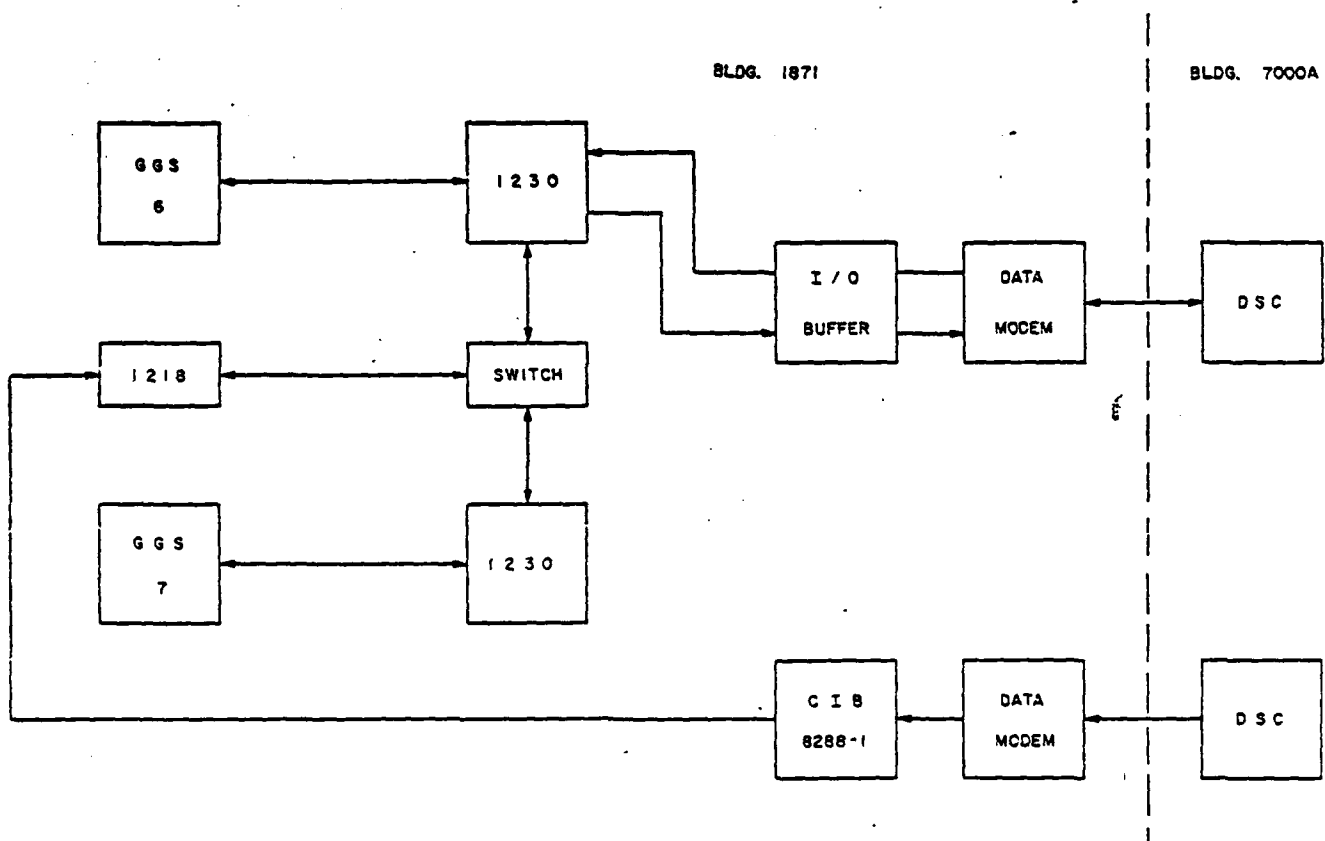 BLDG. 1871
BLDG. 7000A
GGS
6
1230
I/O
BUFFER
DATA
MODEM
DSC
1218
SWITCH
GGS
7
1230
CIB
8288-1
DATA
MODEM
DSC